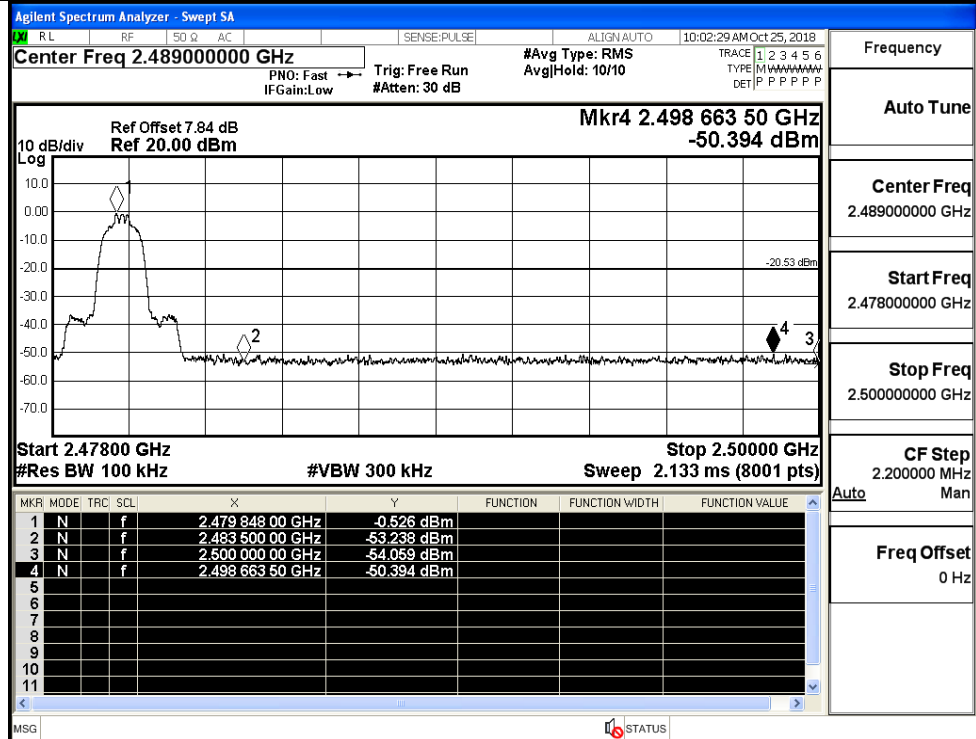 Agilent Spectrum Analyzer - Swept SA
LXI RL RF 50 Ω AC SENSE:PULSE ALIGN AUTO 10:02:29 AM Oct 25, 2018
Center Freq 2.489000000 GHz #Avg Type: RMS TRACE 1 2 3 4 5 6
PNO: Fast Trig: Free Run Avg|Hold: 10/10 TYPE M WWWWW
IFGain:Low #Atten: 30 dB DET P P P P P P
Mkr4 2.498 663 50 GHz
-50.394 dBm
Ref Offset 7.84 dB
10 dB/div Ref 20.00 dBm
Log
10.0
0.00
-10.0
-20.0
-30.0
-40.0
-50.0
-60.0
-70.0
1
2
4
3
-20.53 dBm
Start 2.47800 GHz Stop 2.50000 GHz
#Res BW 100 kHz #VBW 300 kHz Sweep 2.133 ms (8001 pts)
MKR MODE TRC SCL X Y FUNCTION FUNCTION WIDTH FUNCTION VALUE
1 N f 2.479 848 00 GHz -0.526 dBm
2 N f 2.483 500 00 GHz -53.238 dBm
3 N f 2.500 000 00 GHz -54.059 dBm
4 N f 2.498 663 50 GHz -50.394 dBm
5
6
7
8
9
10
11
MSG STATUS
Frequency
Auto Tune
Center Freq
2.489000000 GHz
Start Freq
2.478000000 GHz
Stop Freq
2.500000000 GHz
CF Step
2.200000 MHz
Auto Man
Freq Offset
0 Hz